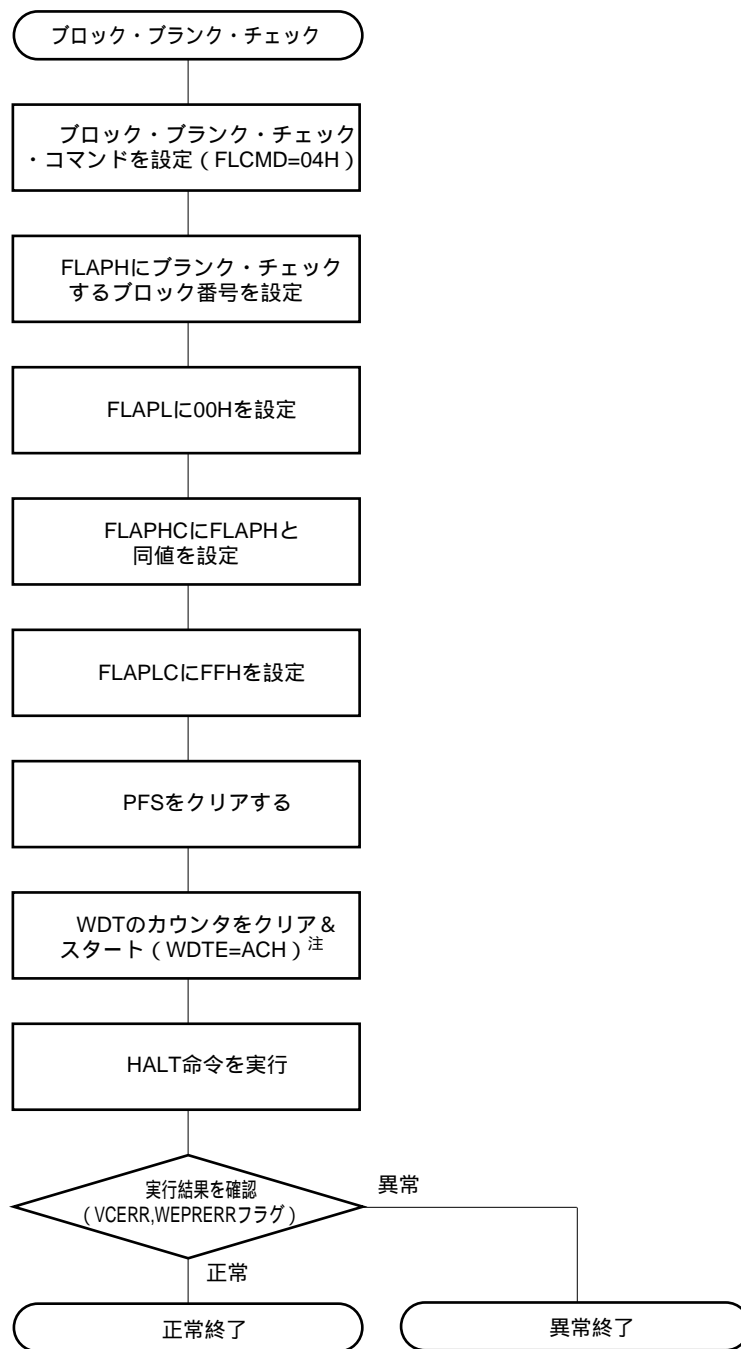 ブロック・ブランク・チェック
ブロック・ブランク・チェック
・コマンドを設定（FLCMD=04H）
FLAPHにブランク・チェック
するブロック番号を設定
FLAPLに00Hを設定
FLAPHCにFLAPHと
同値を設定
FLAPLCにFFHを設定
PFSをクリアする
WDTのカウンタをクリア＆
スタート（WDTE=ACH）注
HALT命令を実行
実行結果を確認
（VCERR,WEPRERRフラグ）
異常
正常
正常終了
異常終了